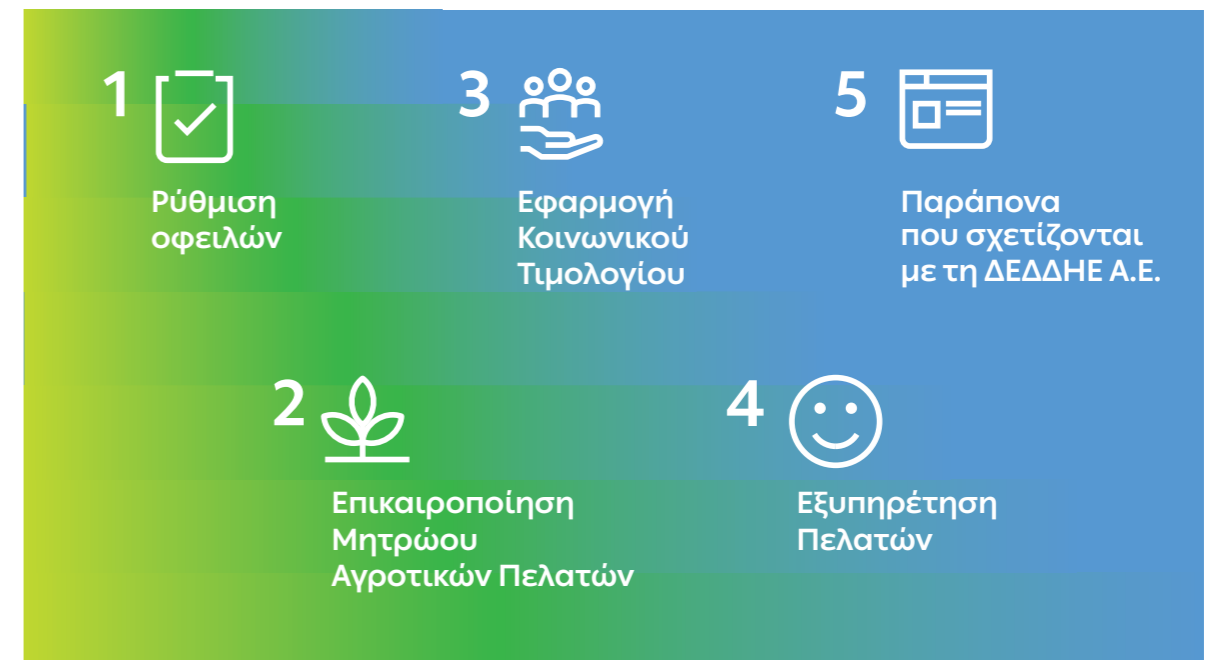 1
Ρύθμιση
οφειλών
2
Επικαιροποίηση
Μητρώου
Αγροτικών Πελατών
3
Εφαρμογή
Κοινωνικού
Τιμολογίου
4
Εξυπηρέτηση
Πελατών
5
Παράπονα
που σχετίζονται
με τη ΔΕΔΔΗΕ Α.Ε.